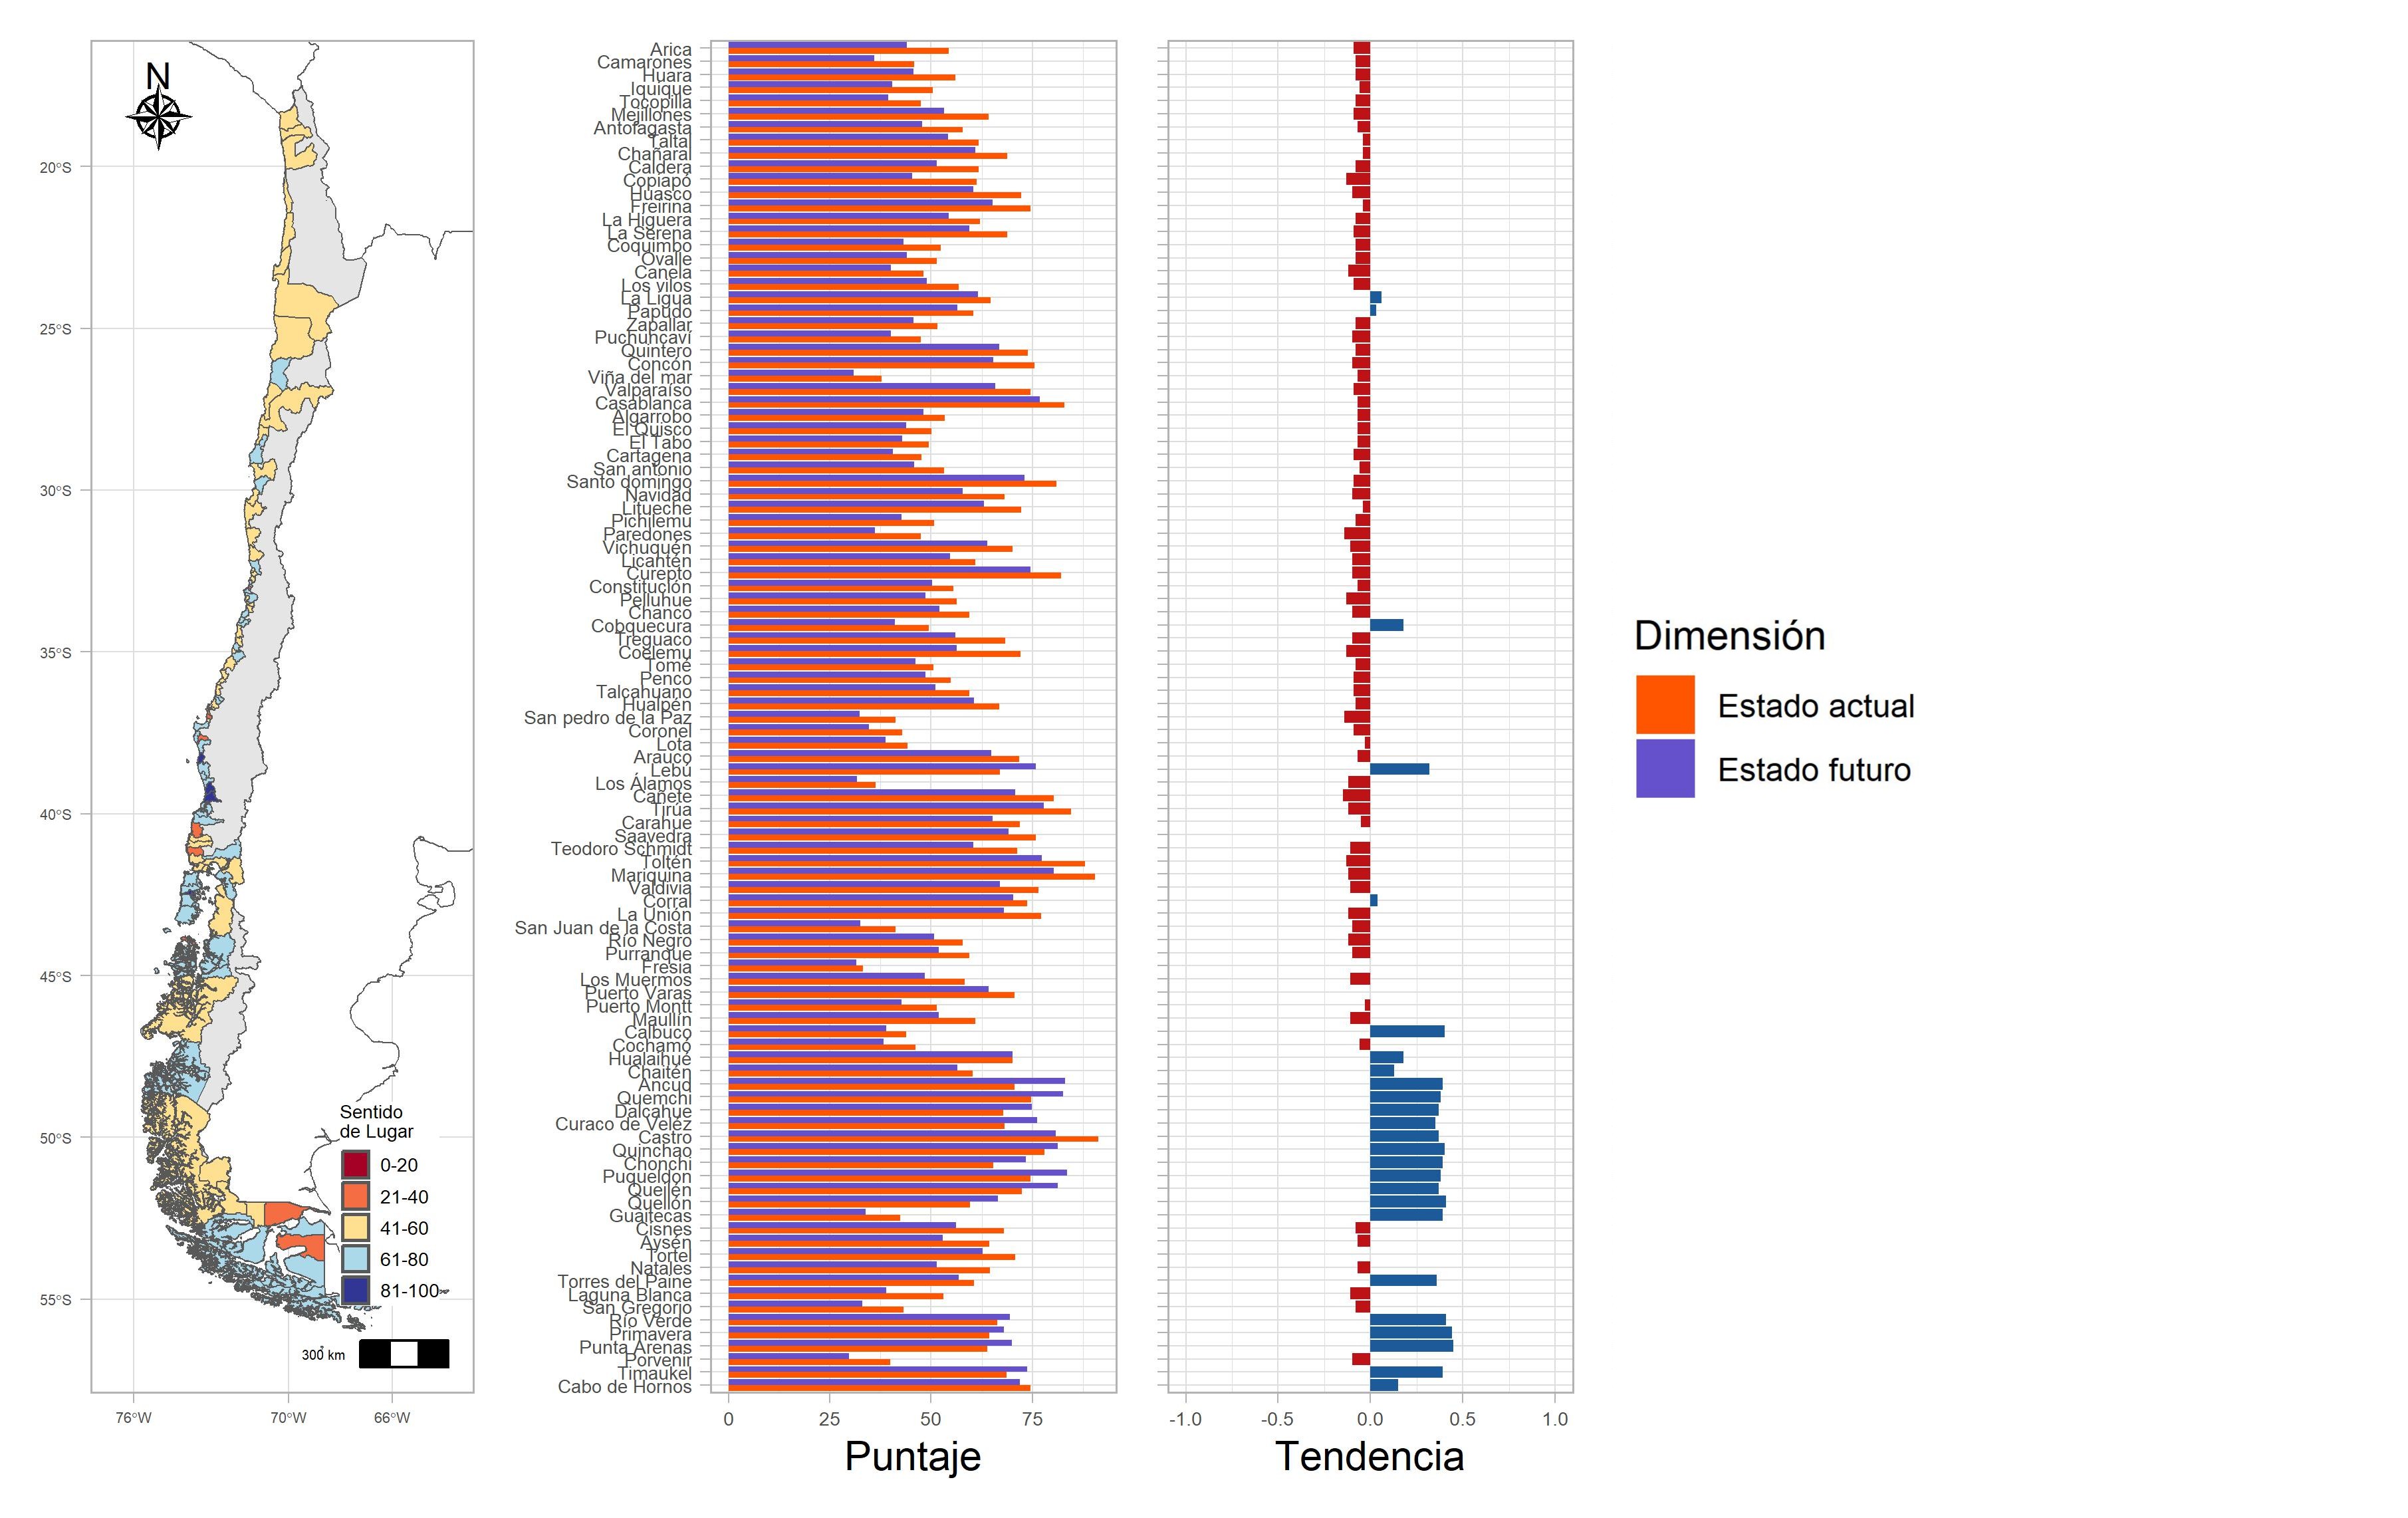 N
20°S
25°S
30°S
35°S
40°S
45°S
50°S
55°S
76°W
70°W
66°W
Sentido
de Lugar
0-20
21-40
41-60
61-80
81-100
300 km
Arica
Camarones
Huara
Iquique
Tocopilla
Mejillones
Antofagasta
Taltal
Chañaral
Caldera
Copiapó
Huasco
Freirina
La Higuera
La Serena
Coquimbo
Ovalle
Canela
Los vilos
La Ligua
Papudo
Zapallar
Puchuncaví
Quintero
Concón
Viña del mar
Valparaíso
Casablanca
Algarrobo
El Quisco
El Tabo
Cartagena
San antonio
Santo domingo
Navidad
Litueche
Pichilemu
Paredones
Vichuquén
Licantén
Curepto
Constitución
Pelluhue
Chanco
Cobquecura
Treguaco
Coelemu
Tomé
Penco
Talcahuano
Hualpén
San pedro de la Paz
Coronel
Lota
Arauco
Lebu
Los Álamos
Cañete
Tirúa
Carahue
Saavedra
Teodoro Schmidt
Toltén
Mariquina
Valdivia
Corral
La Unión
San Juan de la Costa
Río Negro
Purranque
Fresia
Los Muermos
Puerto Varas
Puerto Montt
Maullín
Calbuco
Cochamó
Hualaihué
Chaitén
Ancud
Quemchi
Dalcahue
Curaco de Velez
Castro
Quinchao
Chonchi
Puqueldón
Queilén
Quellón
Guaitecas
Cisnes
Aysén
Tortel
Natales
Torres del Paine
Laguna Blanca
San Gregorio
Río Verde
Primavera
Punta Arenas
Porvenir
Timaukel
Cabo de Hornos
0 25 50 75
Puntaje
-1.0 -0.5 0.0 0.5 1.0
Tendencia
Dimensión
Estado actual
Estado futuro